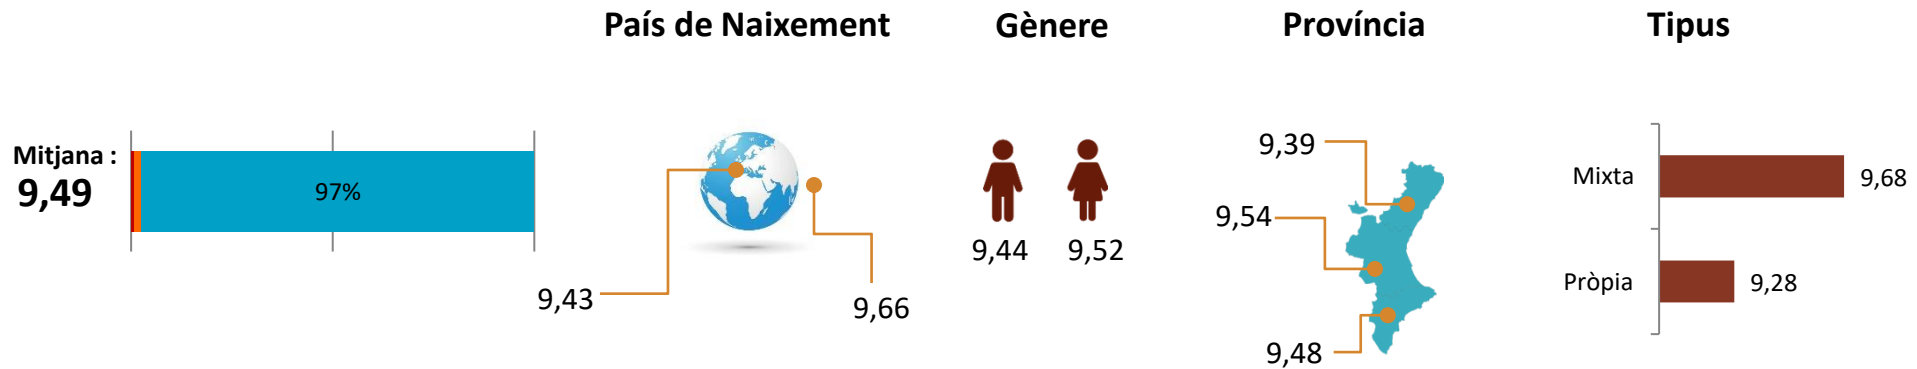 País de Naixement
Gènere
Província
Tipus
Mitjana :
9,49
97%
9,43
9,66
9,44
9,52
9,39
9,54
9,48
Mixta
9,68
Pròpia
9,28